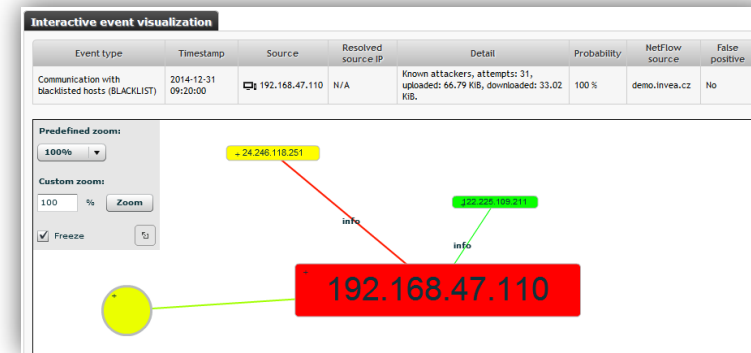 Interactive event visualization
Event type Timestamp Source Resolved source IP Detail Probability NetFlow source False positive
Communication with blacklisted hosts (BLACKLIST) 2014-12-31 09:20:00 192.168.47.110 N/A Known attackers, attempts: 31, uploaded: 66.79 KiB, downloaded: 33.02 KiB. 100 % demo.invea.cz No
Predefined zoom:
100%
Custom zoom:
100 % Zoom
Freeze
+ 24.246.118.251
122.225.109.211
info
info
192.168.47.110